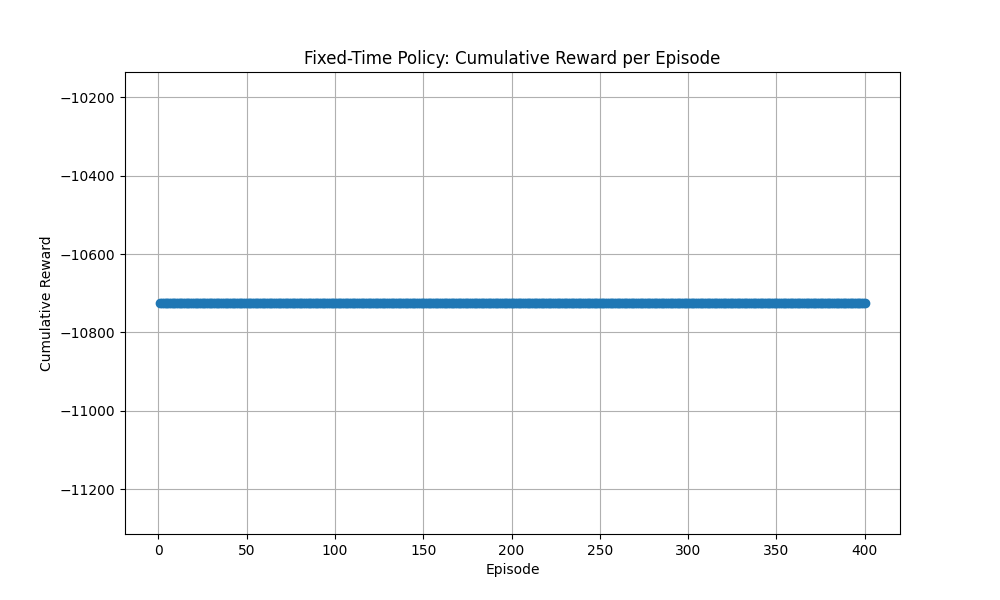 Fixed-Time Policy: Cumulative Reward per Episode
−10200
−10400
−10600
−10800
−11000
−11200
Cumulative Reward
0 50 100 150 200 250 300 350 400
Episode